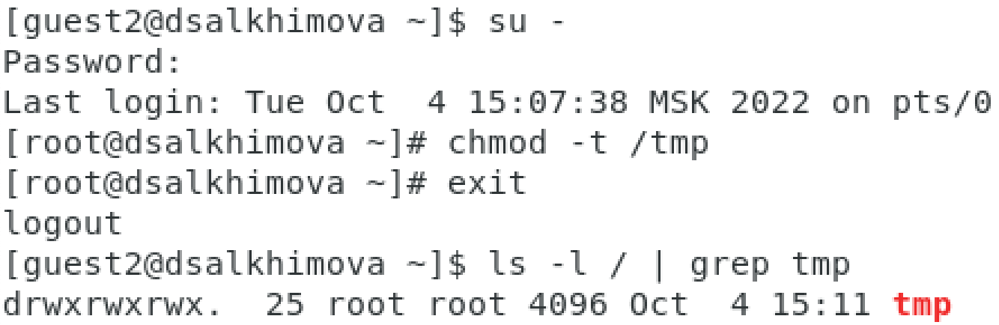 [guest2@dsalkhimova ~]$ su -
Password:
Last login: Tue Oct  4 15:07:38 MSK 2022 on pts/0
[root@dsalkhimova ~]# chmod -t /tmp
[root@dsalkhimova ~]# exit
logout
[guest2@dsalkhimova ~]$ ls -l / | grep tmp
drwxrwxrwx.  25 root root 4096 Oct  4 15:11 tmp